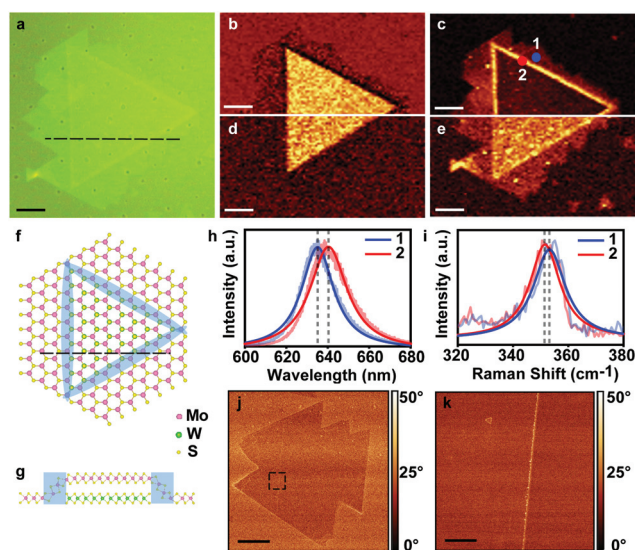 a
b
c
1
2
d
e
f
h
1
2
Intensity (a.u.)
600 620 640 660 680
Wavelength (nm)
i
1
2
Intensity (a.u.)
320 340 360 380
Raman Shift (cm-1)
Mo
W
S
g
j
50°
25°
0°
k
50°
25°
0°